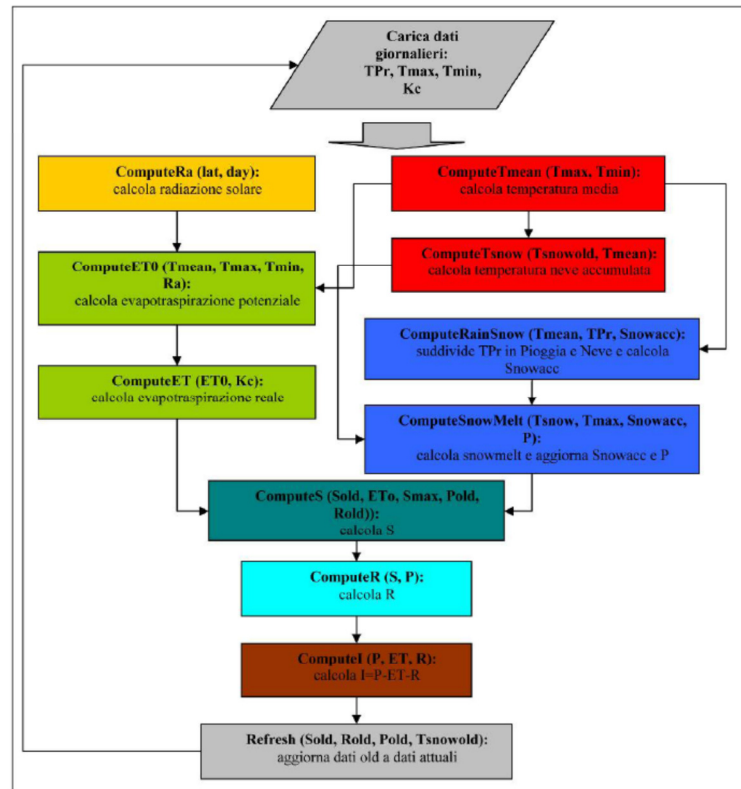 Carica dati
giornalieri:
TPr, Tmax, Tmin,
Kc
ComputeRa (lat, day):
calcola radiazione solare
ComputeTmean (Tmax, Tmin):
calcola temperatura media
ComputeET0 (Tmean, Tmax, Tmin,
Ra):
calcola evapotraspirazione potenziale
ComputeTsnow (Tsnowold, Tmean):
calcola temperatura neve accumulata
ComputeRainSnow (Tmean, TPr, Snowacc):
suddivide TPr in Pioggia e Neve e calcola
Snowacc
ComputeET (ET0, Kc):
calcola evapotraspirazione reale
ComputeSnowMelt (Tsnow, Tmax, Snowacc,
P):
calcola snowmelt e aggiorna Snowacc e P
ComputeS (Sold, ETo, Smax, Pold,
Rold)):
calcola S
ComputeR (S, P):
calcola R
ComputeI (P, ET, R):
calcola I=P-ET-R
Refresh (Sold, Rold, Pold, Tsnowold):
aggiorna dati old a dati attuali